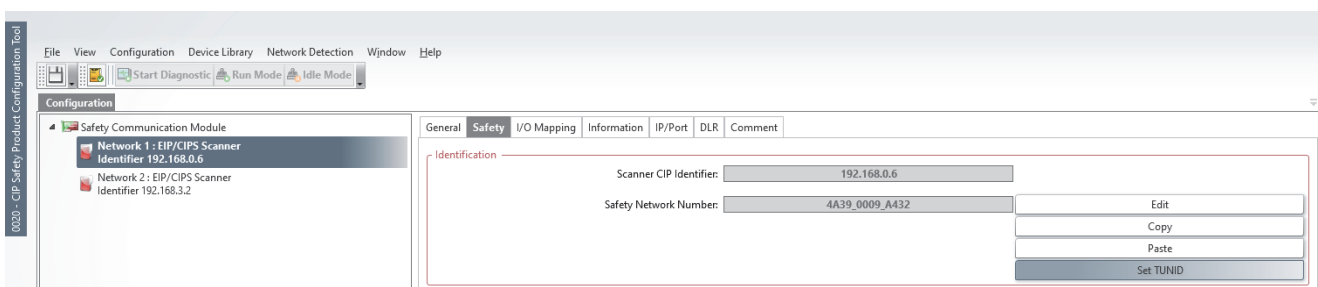 0020 - CIP Safety Product Configuration Tool
File View Configuration Device Library Network Detection Window Help
Start Diagnostic Run Mode Idle Mode
Configuration
Safety Communication Module
Network 1 : EIP/CIPS Scanner
Identifier 192.168.0.6
Network 2 : EIP/CIPS Scanner
Identifier 192.168.3.2
General Safety I/O Mapping Information IP/Port DLR Comment
Identification
Scanner CIP Identifier: 192.168.0.6
Safety Network Number: 4A39_0009_A432 Edit
Copy
Paste
Set TUNID